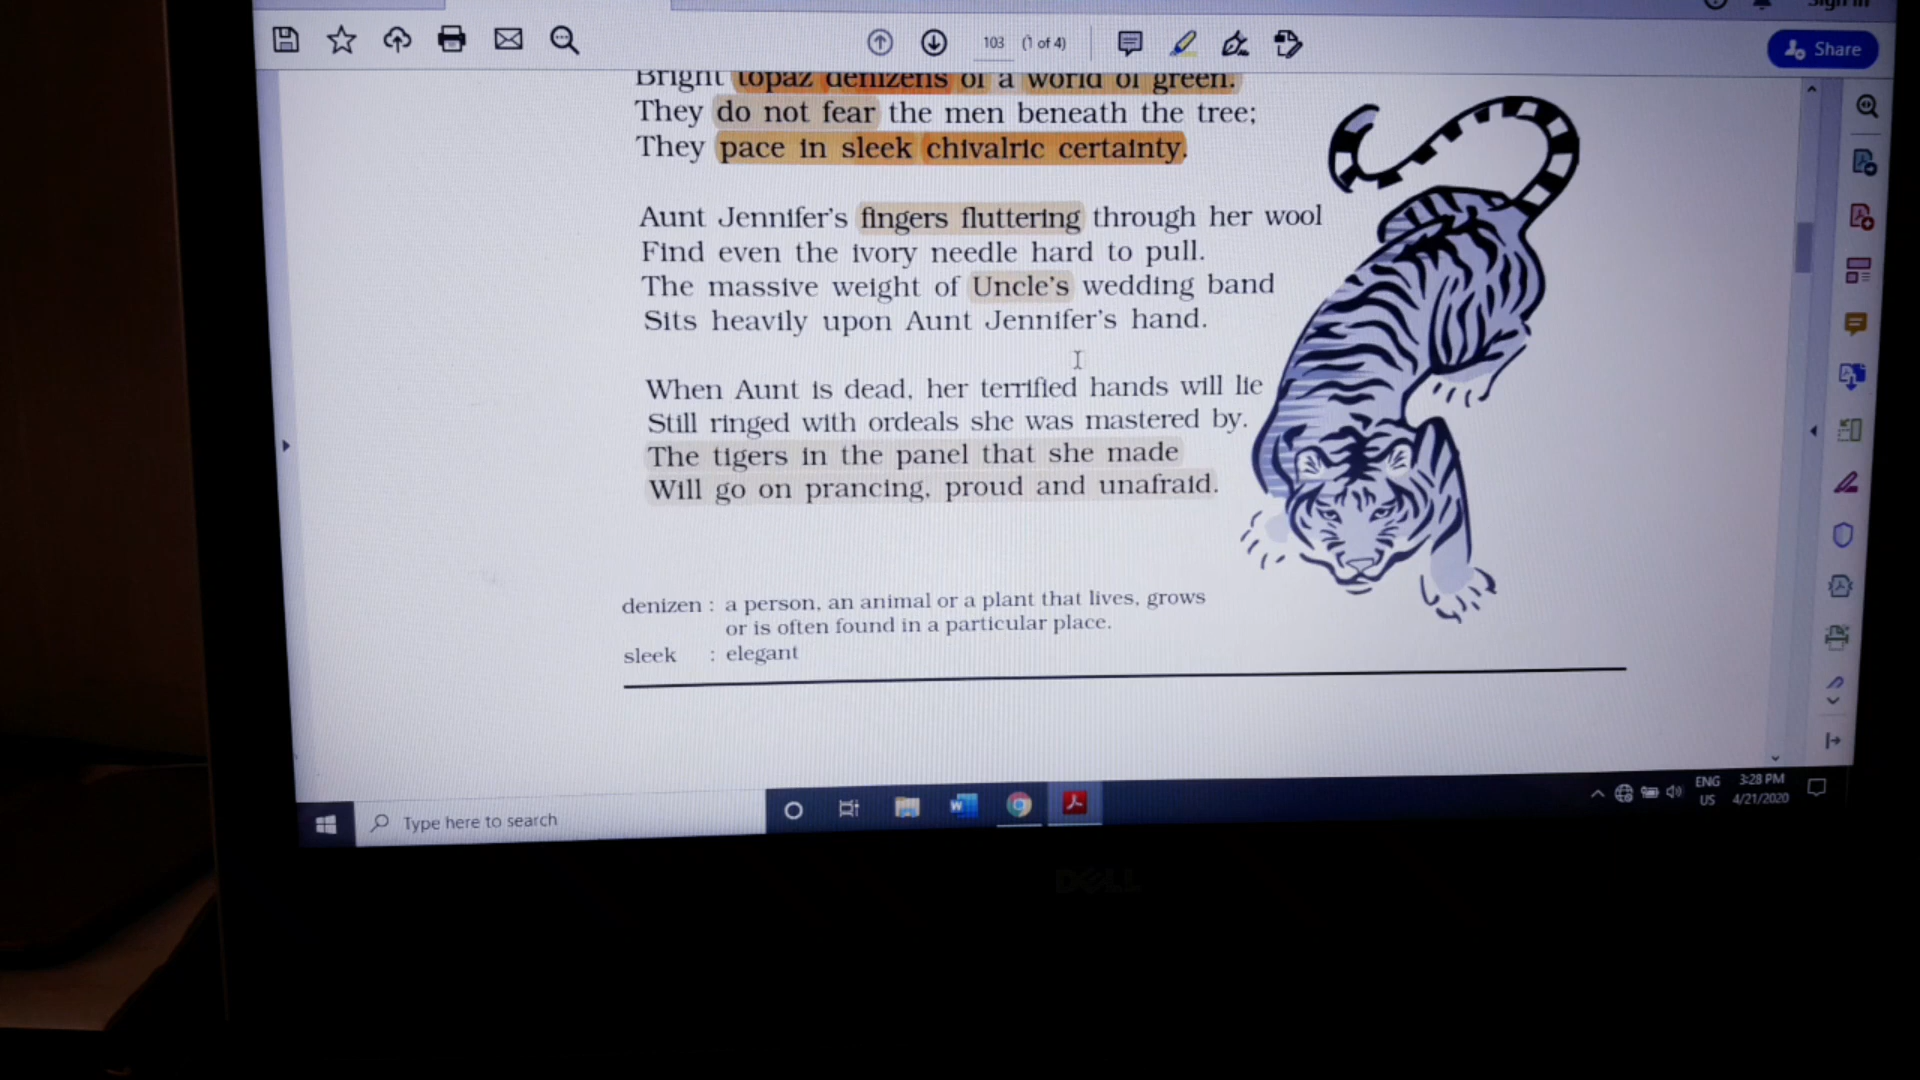 Sign in
103 (1 of 4)
Share
Bright topaz denizens of a world of green.
They do not fear the men beneath the tree;
They pace in sleek chivalric certainty.
Aunt Jennifer's fingers fluttering through her wool
Find even the ivory needle hard to pull.
The massive weight of Uncle's wedding band
Sits heavily upon Aunt Jennifer's hand.
When Aunt is dead, her terrified hands will lie
Still ringed with ordeals she was mastered by.
The tigers in the panel that she made
Will go on prancing, proud and unafraid.
denizen : a person, an animal or a plant that lives, grows
or is often found in a particular place.
sleek : elegant
Type here to search
ENG 3:28 PM
US 4/21/2020
DELL